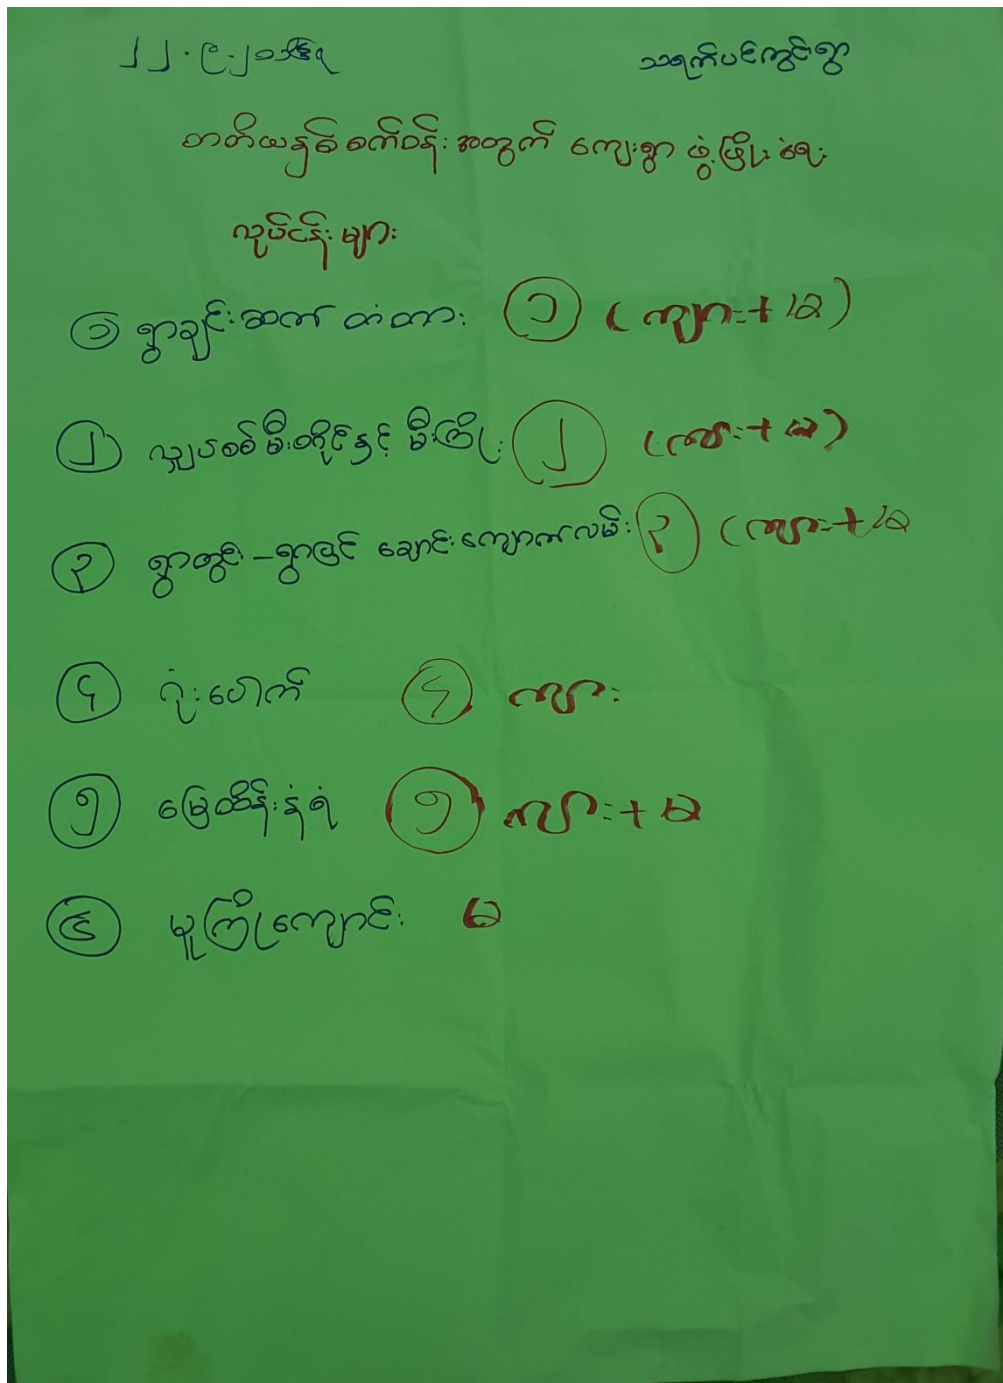 ၂၂.၉.၂၀၁၆ရ သရက်ပင်ကွင်းရွာ
တတိယနှစ်စက်ဝန်းအတွက် ကျေးရွာ ဖွံ့ဖြိုးရေး
လုပ်ငန်းများ
၁ ရွာချင်းဆက် တံတား ၁ (ကျား+မ)
၂ လျှပစစ်မီးတိုင်နှင့် မီးကြိုး ၂ (ကျား+မ)
၃ ရွာတွင်း-ရွာပြင် ချောင်းကျောက်လမ်း ၃ (ကျား+မ
၄ ဂုံးပေါက် ၄ ကျား
၅ မြေထိန်းနံရံ ၅ ကျား+မ
၆ မူကြိုကျောင်း မ